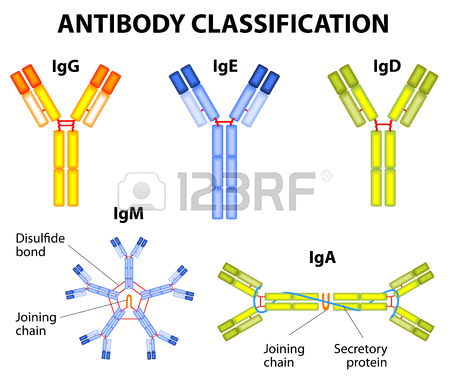 ANTIBODY CLASSIFICATION
IgG
IgE
IgD
123RF
IgM
Disulfide
bond
Joining
chain
IgA
Joining
chain
Secretory
protein